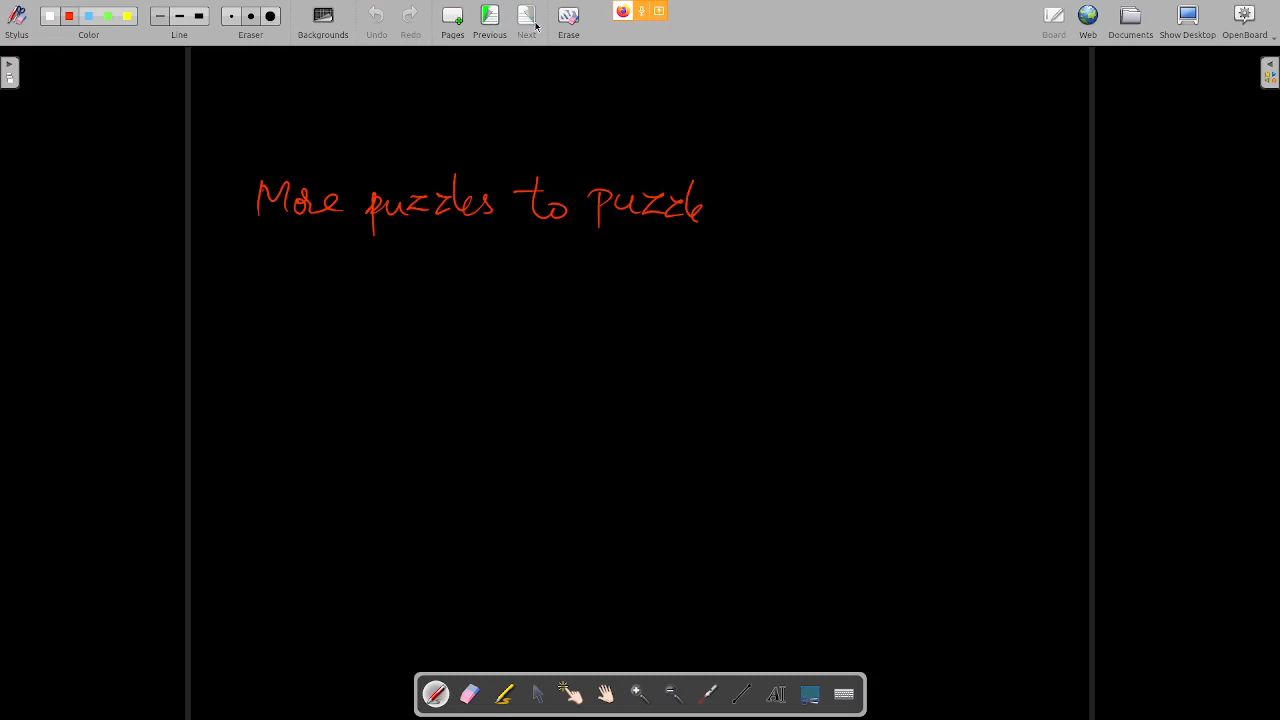 Stylus
Color
Line
Eraser
Backgrounds
Undo
Redo
Pages
Previous
Next
Erase
Board
Web
Documents
Show Desktop
OpenBoard
More puzzles to puzzle